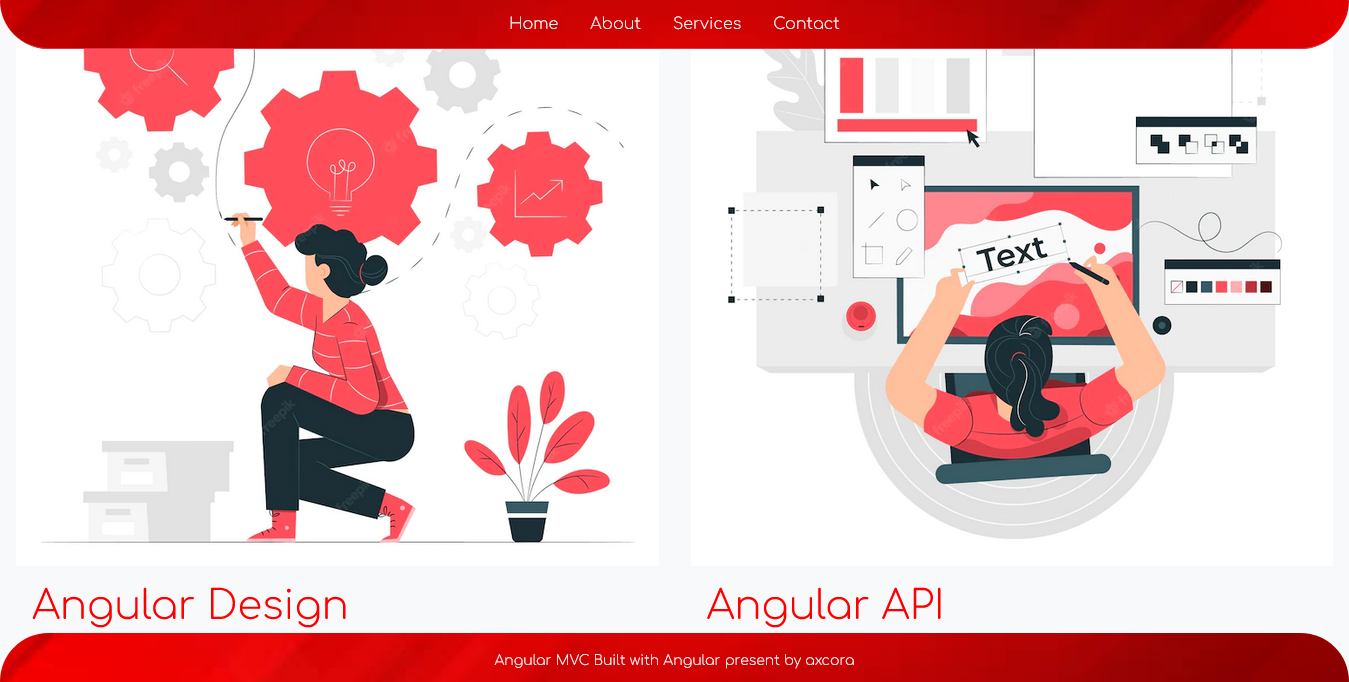 Home About Services Contact
Text
Angular Design
Angular API
Angular MVC Built with Angular present by axcora